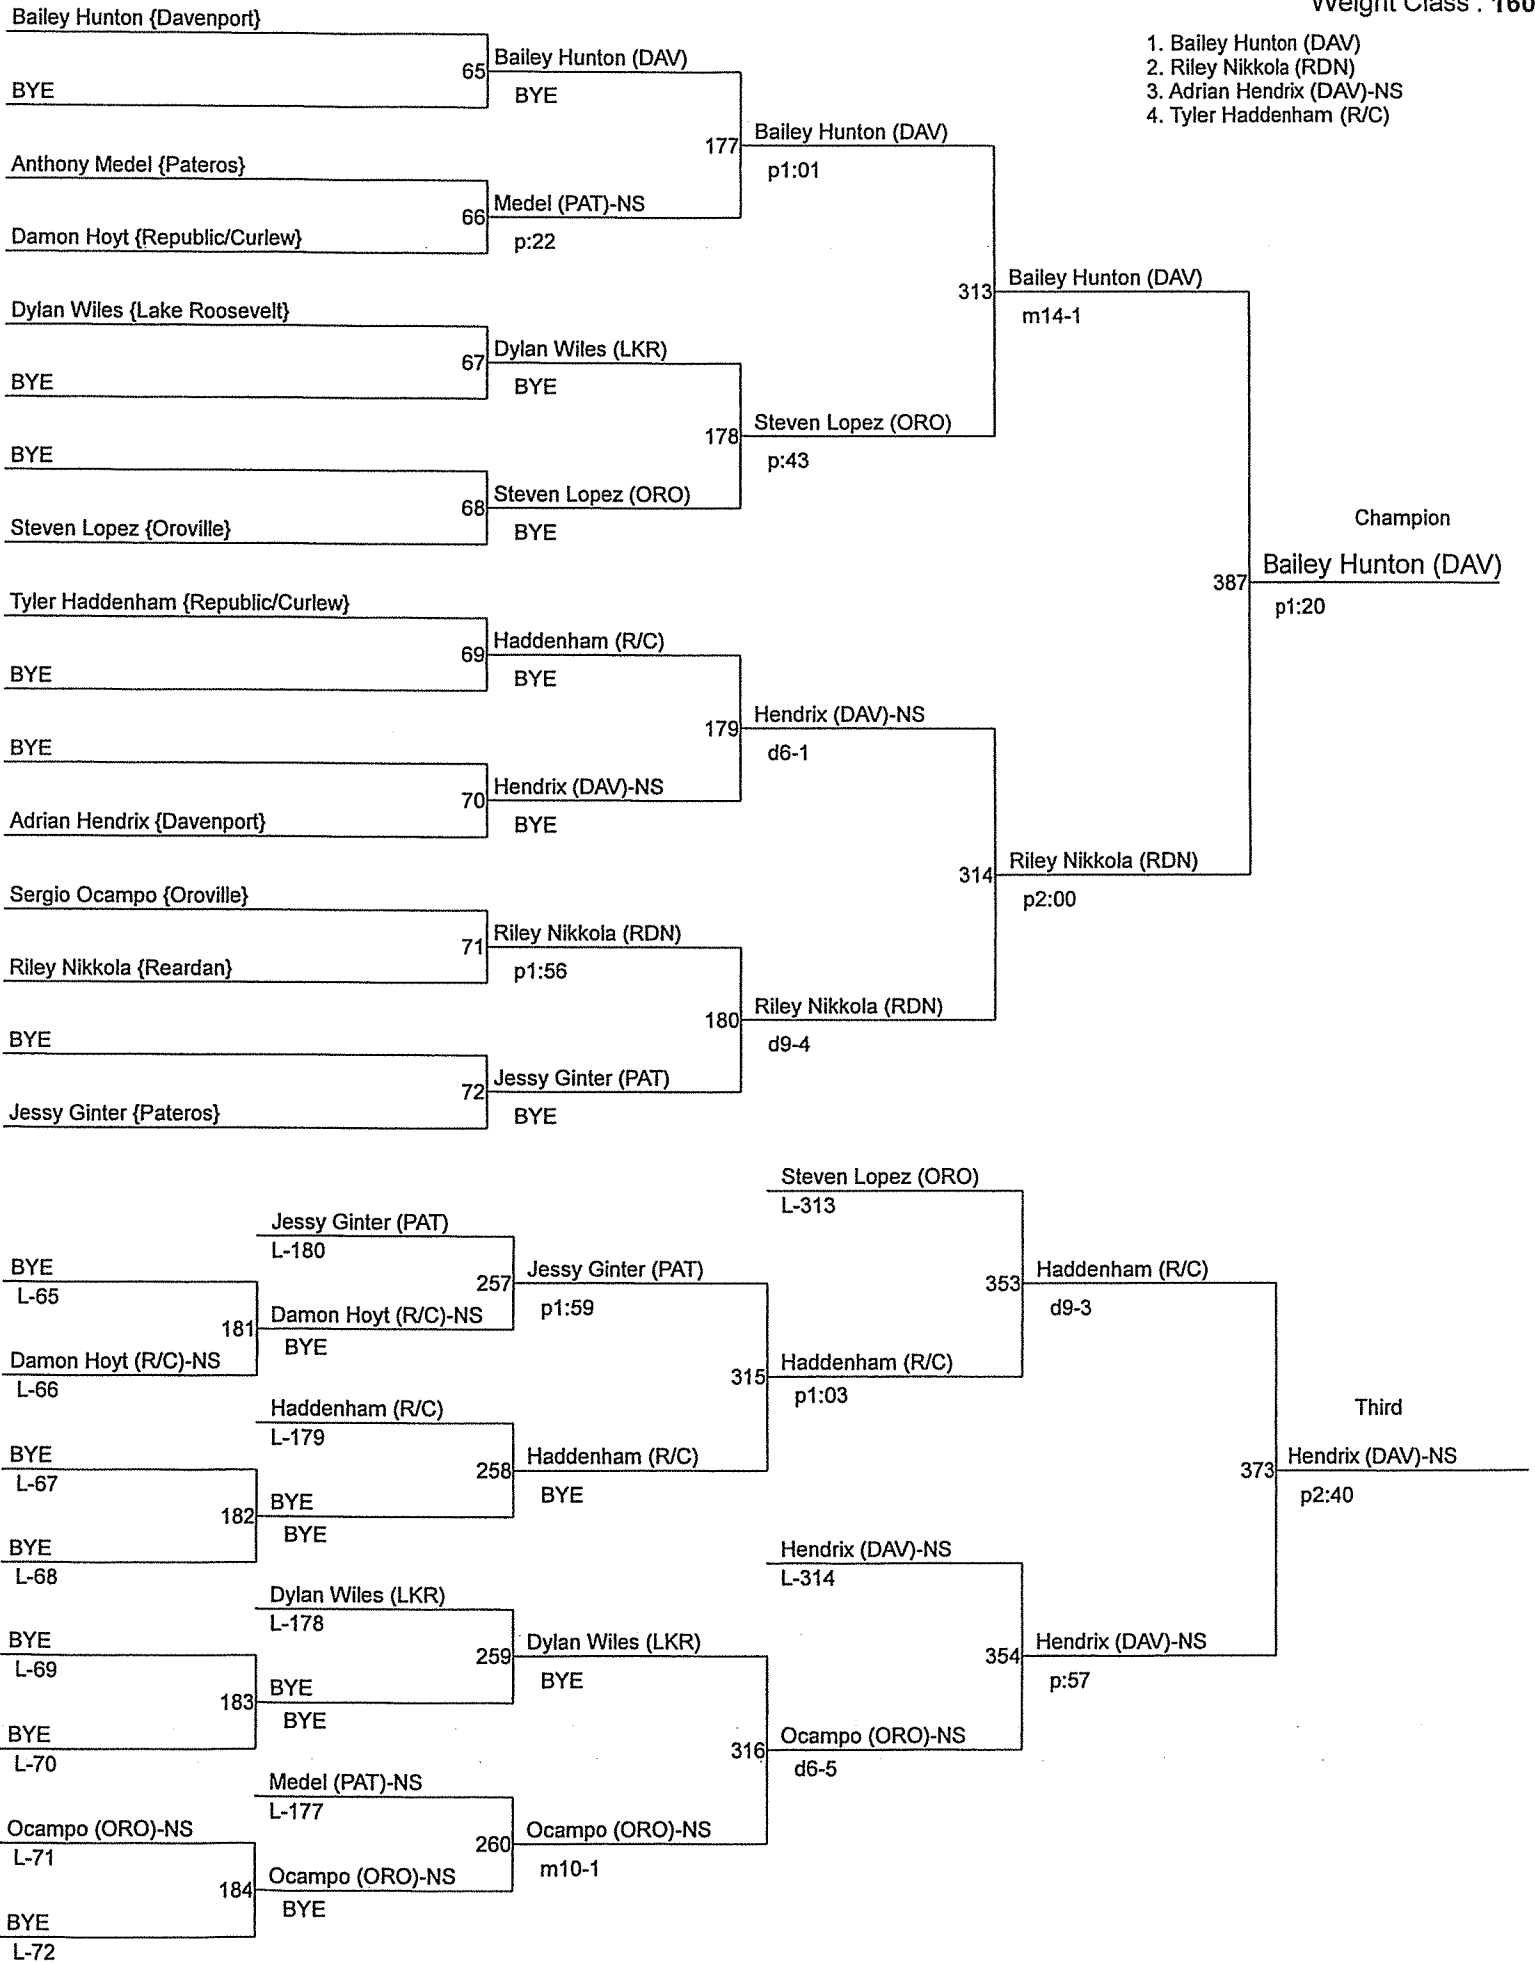 Weight Class : 160
1. Bailey Hunton (DAV)
2. Riley Nikkola (RDN)
3. Adrian Hendrix (DAV)-NS
4. Tyler Haddenham (R/C)
Bailey Hunton {Davenport}
65
Bailey Hunton (DAV)
BYE
BYE
177
Bailey Hunton (DAV)
p1:01
Anthony Medel {Pateros}
66
Medel (PAT)-NS
p:22
Damon Hoyt {Republic/Curlew}
313
Bailey Hunton (DAV)
m14-1
Dylan Wiles {Lake Roosevelt}
67
Dylan Wiles (LKR)
BYE
BYE
178
Steven Lopez (ORO)
p:43
BYE
68
Steven Lopez (ORO)
BYE
Steven Lopez {Oroville}
Champion
387
Bailey Hunton (DAV)
p1:20
Tyler Haddenham {Republic/Curlew}
69
Haddenham (R/C)
BYE
BYE
179
Hendrix (DAV)-NS
d6-1
BYE
70
Hendrix (DAV)-NS
BYE
Adrian Hendrix {Davenport}
314
Riley Nikkola (RDN)
p2:00
Sergio Ocampo {Oroville}
71
Riley Nikkola (RDN)
p1:56
Riley Nikkola {Reardan}
180
Riley Nikkola (RDN)
d9-4
BYE
72
Jessy Ginter (PAT)
BYE
Jessy Ginter {Pateros}
Steven Lopez (ORO)
L-313
Jessy Ginter (PAT)
L-180
BYE
L-65
257
Jessy Ginter (PAT)
p1:59
353
Haddenham (R/C)
d9-3
181
Damon Hoyt (R/C)-NS
BYE
Damon Hoyt (R/C)-NS
L-66
315
Haddenham (R/C)
p1:03
Haddenham (R/C)
L-179
Third
BYE
L-67
258
Haddenham (R/C)
BYE
373
Hendrix (DAV)-NS
p2:40
182
BYE
BYE
BYE
L-68
Hendrix (DAV)-NS
L-314
Dylan Wiles (LKR)
L-178
BYE
L-69
259
Dylan Wiles (LKR)
BYE
354
Hendrix (DAV)-NS
p:57
183
BYE
BYE
BYE
L-70
316
Ocampo (ORO)-NS
d6-5
Medel (PAT)-NS
L-177
Ocampo (ORO)-NS
L-71
260
Ocampo (ORO)-NS
m10-1
184
Ocampo (ORO)-NS
BYE
BYE
L-72